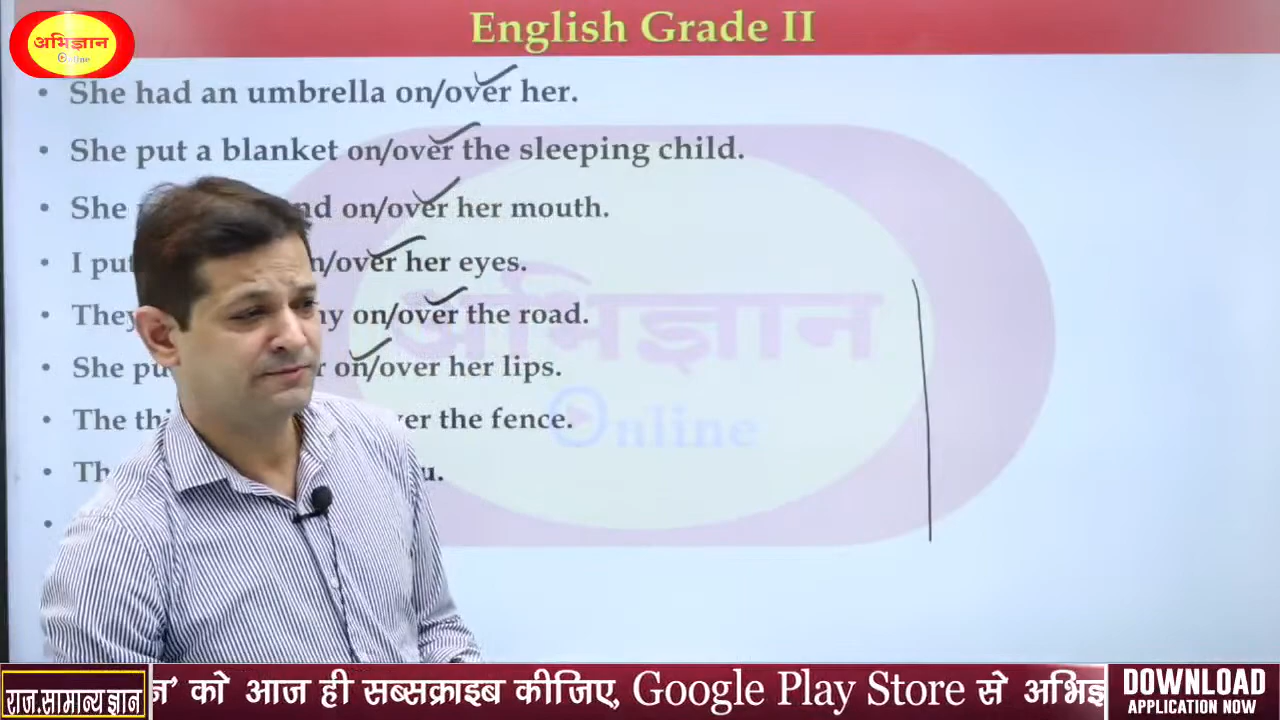 English Grade II
अभिज्ञान
Online
• She had an umbrella on/over her.
• She put a blanket on/over the sleeping child.
• She nd on/over her mouth.
• I put n/over her eyes.
• They ny on/over the road.
• She pu r on/over her lips.
• The thi ver the fence.
• Th u.
•
अभिज्ञान
Online
राज. सामान्य ज्ञान
न’ को आज ही सब्सक्राइब कीजिए, Google Play Store से अभिज्ञ
DOWNLOAD
APPLICATION NOW